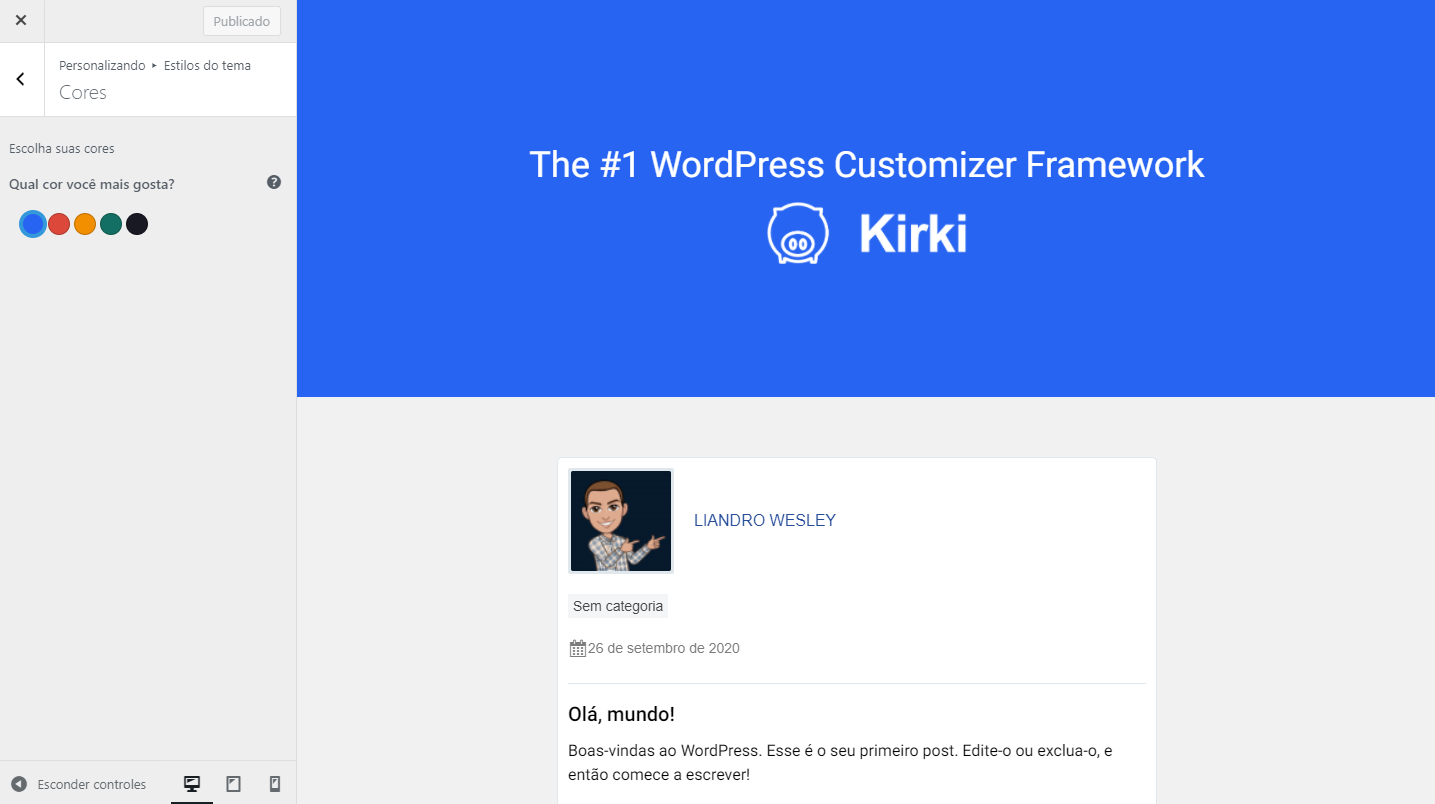 Publicado
Personalizando ▸ Estilos do tema
Cores
Escolha suas cores
Qual cor você mais gosta?
Esconder controles
The #1 WordPress Customizer Framework
Kirki
LIANDRO WESLEY
Sem categoria
26 de setembro de 2020
Olá, mundo!
Boas-vindas ao WordPress. Esse é o seu primeiro post. Edite-o ou exclua-o, e
então comece a escrever!